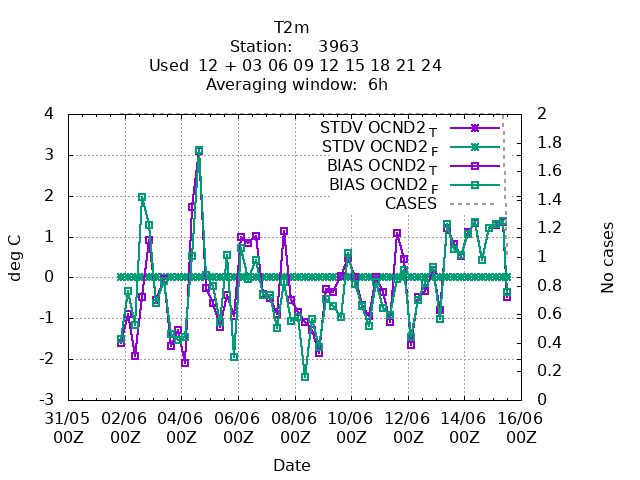 T2m
Station: 3963
Used 12 + 03 06 09 12 15 18 21 24
Averaging window: 6h
STDV OCND2 T
STDV OCND2 F
BIAS OCND2 T
BIAS OCND2 F
CASES
deg C
4
3
2
1
0
-1
-2
-3
2
1.8
1.6
1.4
1.2
1
0.8
0.6
0.4
0.2
0
No cases
31/05 02/06 04/06 06/06 08/06 10/06 12/06 14/06 16/06
00Z 00Z 00Z 00Z 00Z 00Z 00Z 00Z 00Z
Date